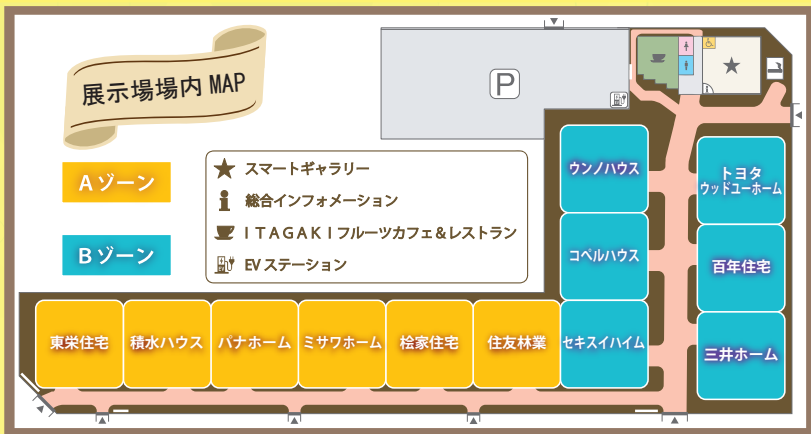 展示場場内 MAP
P
Aゾーン
Bゾーン
スマートギャラリー
総合インフォメーション
ITAGAKIフルーツカフェ＆レストラン
EVステーション
ウンノハウス
コペルハウス
セキスイハイム
トヨタ
ウッドユーホーム
百年住宅
三井ホーム
東栄住宅
積水ハウス
パナホーム
ミサワホーム
桧家住宅
住友林業